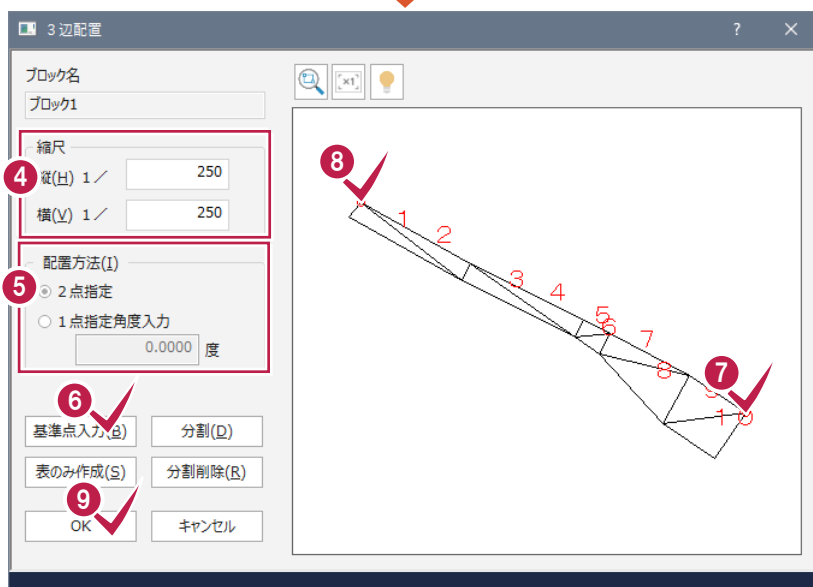 3辺配置
?
×
ブロック名
ブロック1
[×1]
縮尺
4
縦(H) 1/
250
横(V) 1/
250
配置方法(I)
5
2点指定
1点指定角度入力
0.0000 度
6
基準点入力(B)
分割(D)
表のみ作成(S)
分割削除(R)
9
OK
キャンセル
8
1
2
3
4
5
6
7
8
7
9
10